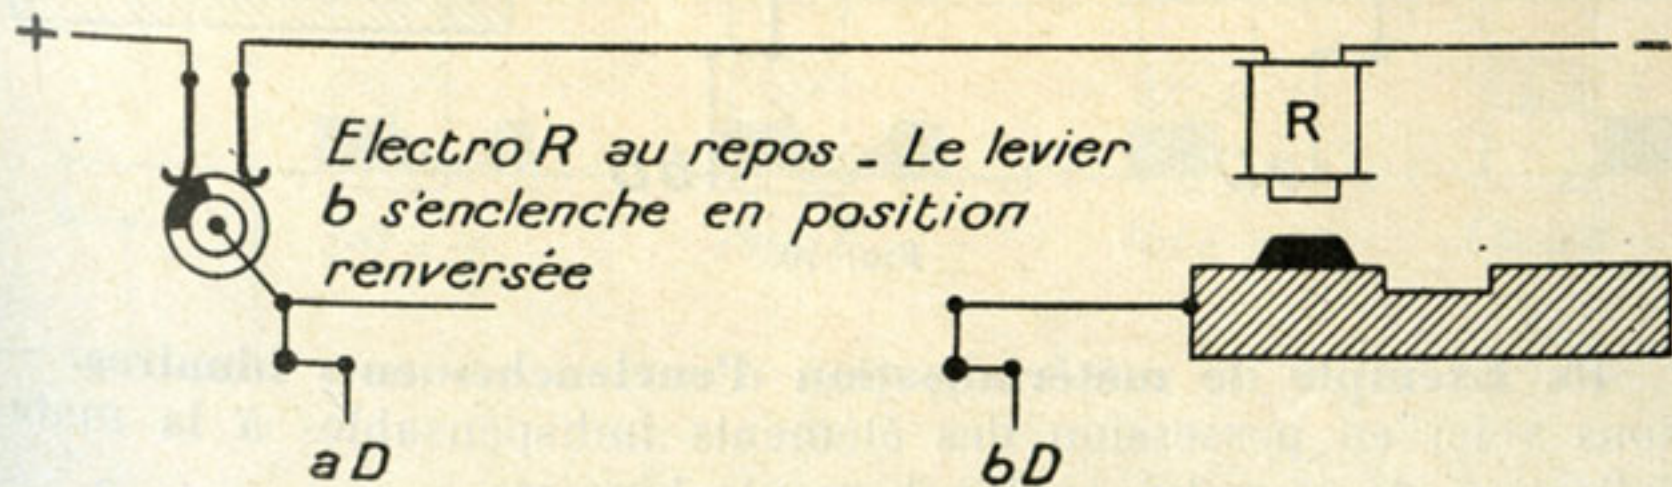 + -
R
Electro R au repos - Le levier
b s'enclenche en position
renversée
aD bD